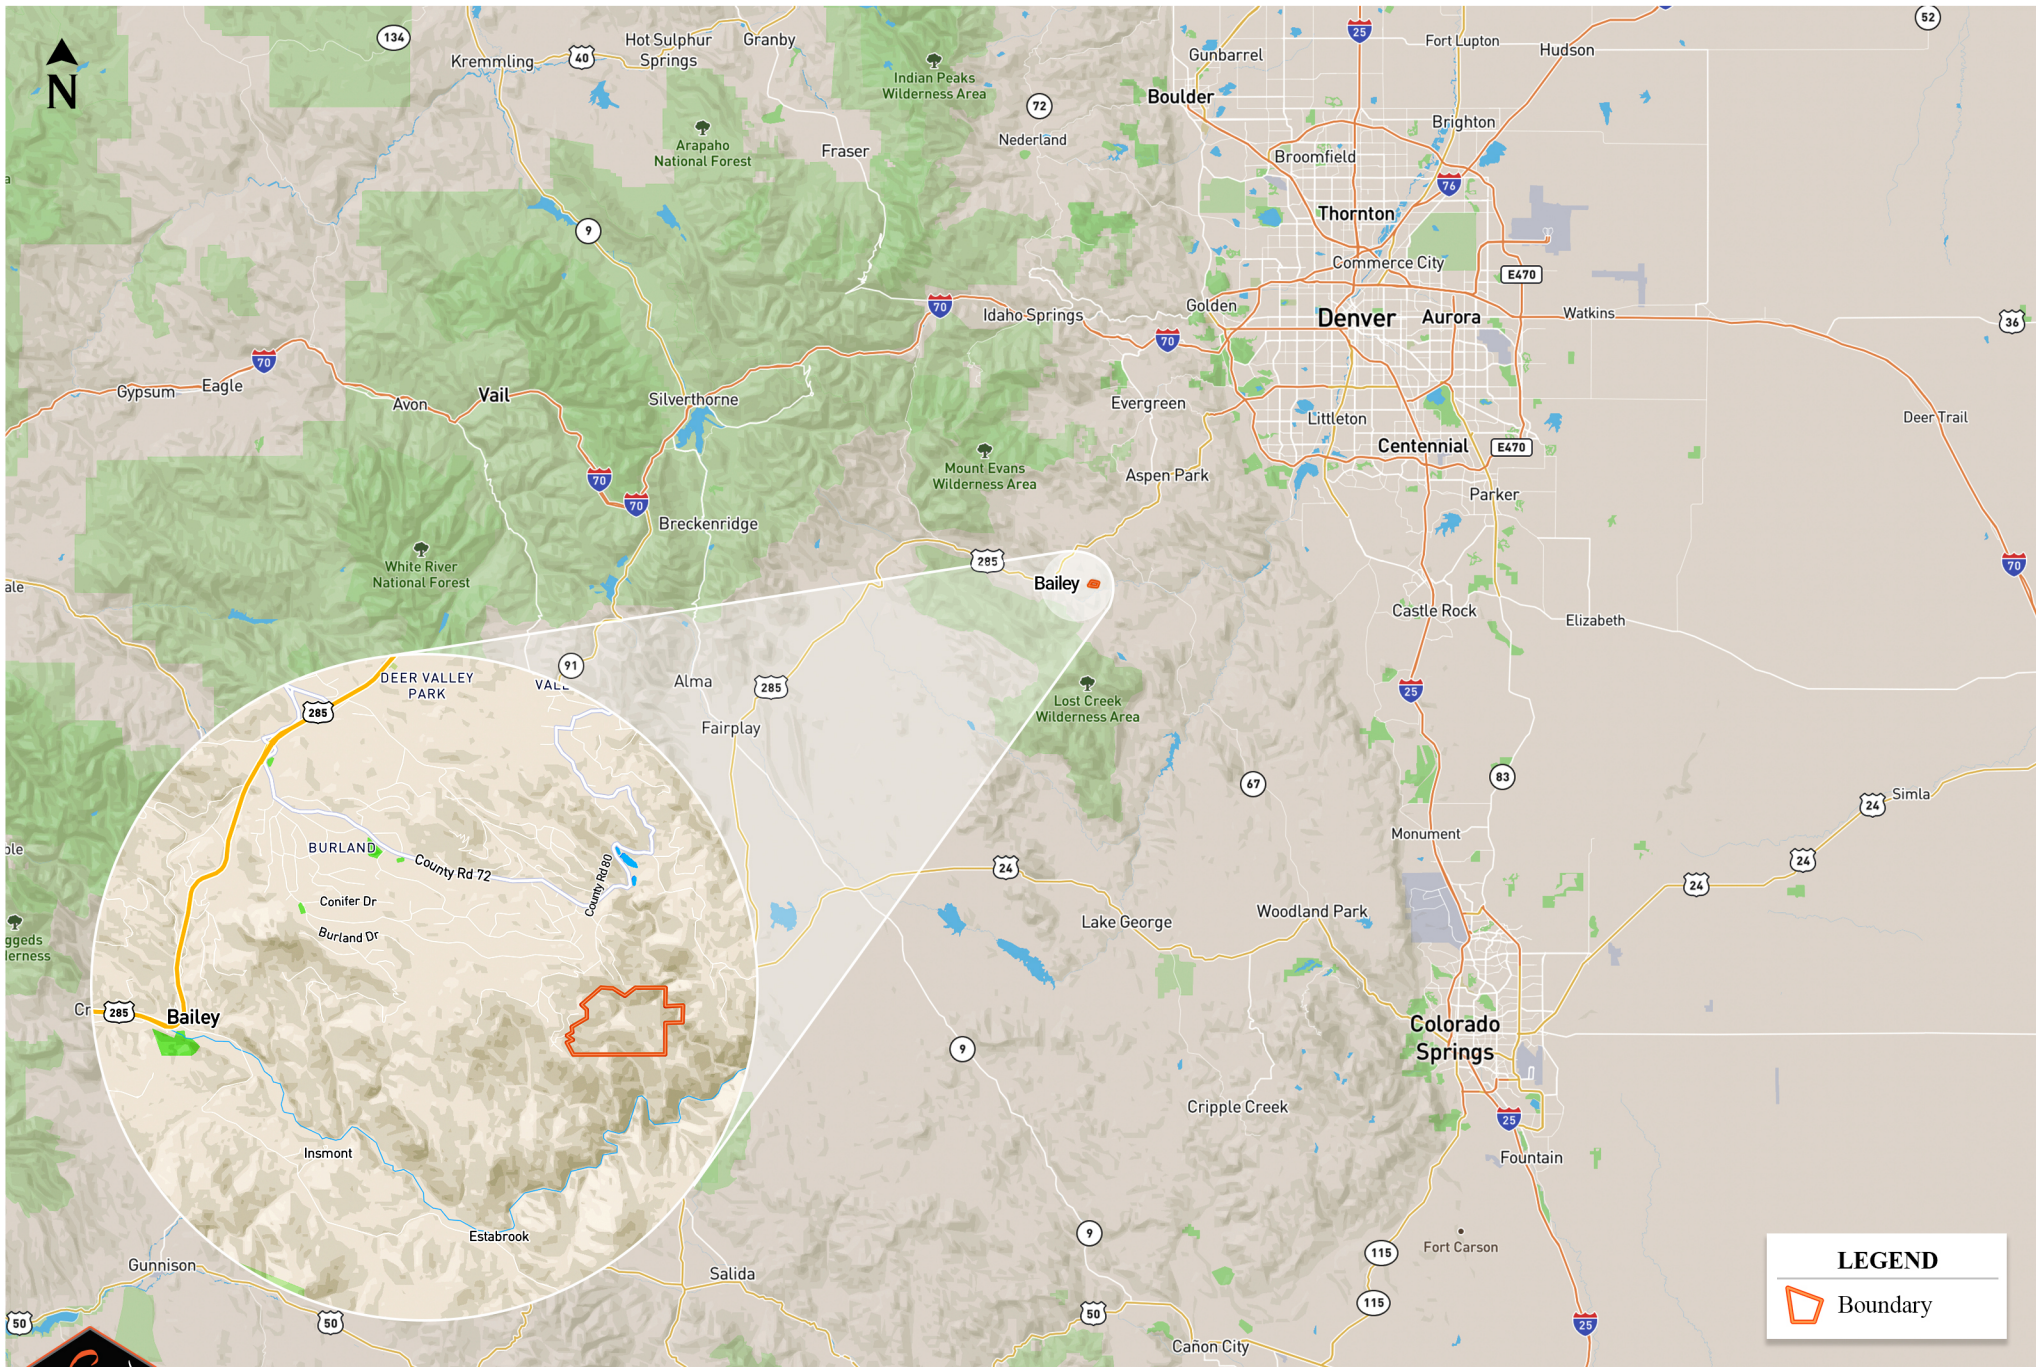 134
Kremmling
40
Hot Sulphur
Springs
Granby
Indian Peaks
Wilderness Area
72
Nederland
Gunbarrel
Boulder
25
Fort Lupton
Hudson
52
N
Arapaho
National Forest
Fraser
Brighton
Broomfield
76
Thornton
9
Commerce City
E470
70
Idaho Springs
Golden
70
Denver
Aurora
Watkins
36
70
Gypsum
Eagle
Avon
Vail
Silverthorne
Evergreen
Littleton
Deer Trail
Centennial
E470
Mount Evans
Wilderness Area
Aspen Park
70
70
Parker
Breckenridge
White River
National Forest
285
Bailey
70
ale
Castle Rock
Elizabeth
91
Alma
285
25
Lost Creek
Wilderness Area
Fairplay
67
83
24
Simla
Monument
24
24
24
Lake George
Woodland Park
ggeds
lerness
Colorado
Springs
9
Cripple Creek
25
Fountain
9
115
Fort Carson
Gunnison
Salida
50
50
50
115
25
Cañon City
DEER VALLEY
PARK
285
BURLAND
County Rd 72
County Rd 80
Conifer Dr
Burland Dr
Cr
285
Bailey
Insmont
Estabrook
LEGEND
Boundary